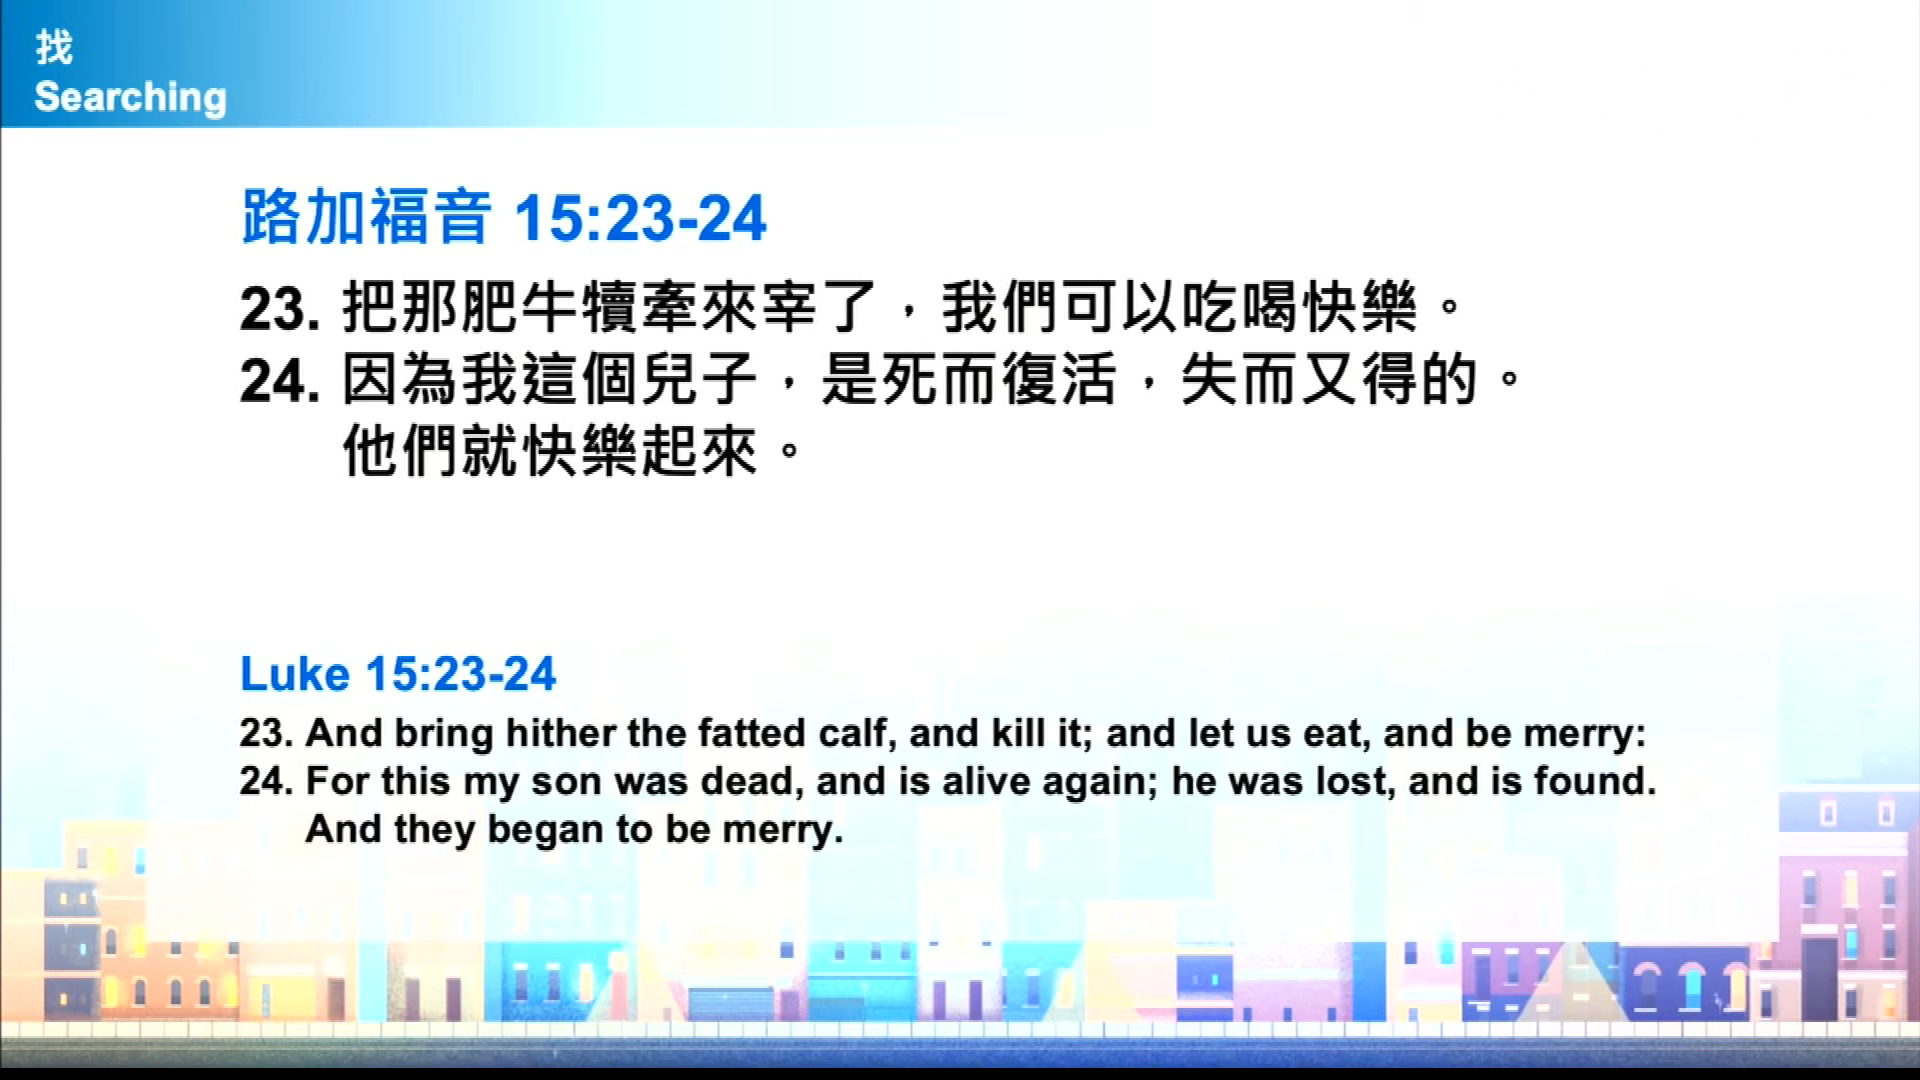 找
Searching
路加福音 15:23-24
23. 把那肥牛犢牽來宰了，我們可以吃喝快樂。
24. 因為我這個兒子，是死而復活，失而又得的。
他們就快樂起來。
Luke 15:23-24
23. And bring hither the fatted calf, and kill it; and let us eat, and be merry:
24. For this my son was dead, and is alive again; he was lost, and is found.
And they began to be merry.